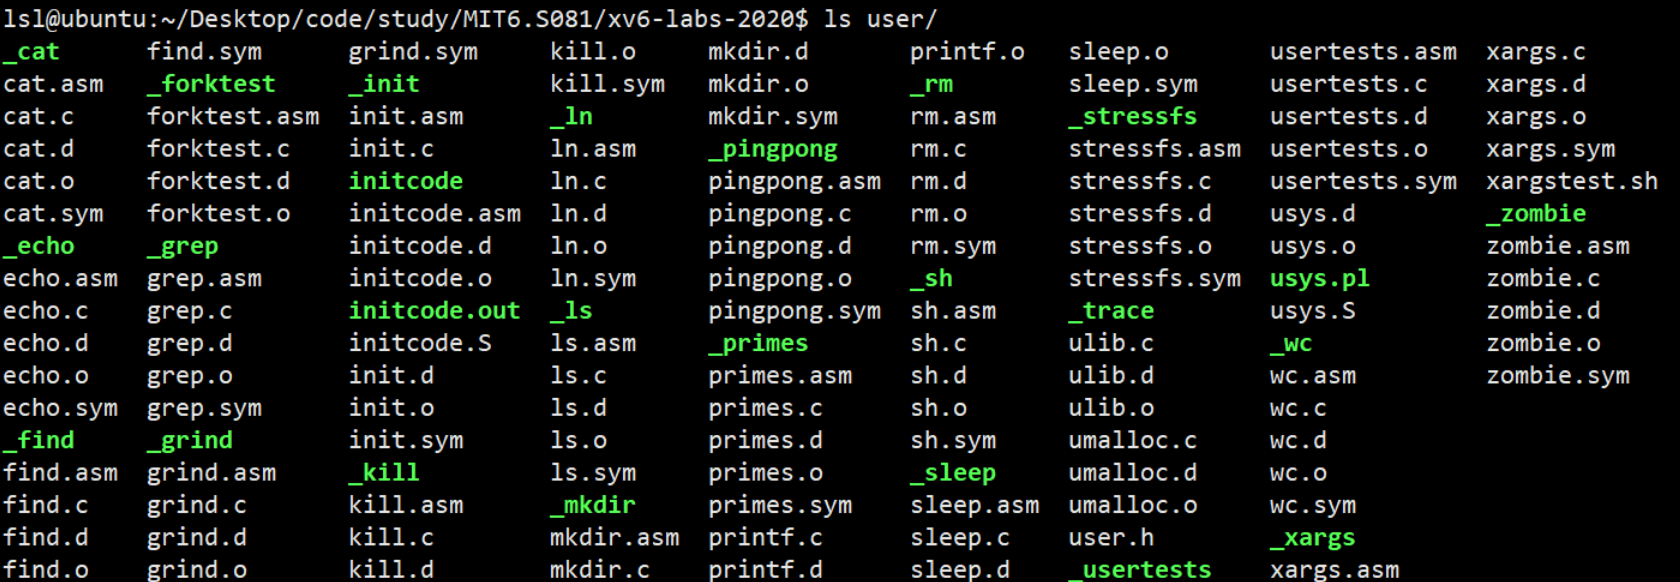 lsl@ubuntu:~/Desktop/code/study/MIT6.S081/xv6-labs-2020$ ls user/
_cat find.sym grind.sym kill.o mkdir.d printf.o sleep.o usertests.asm xargs.c
cat.asm _forktest _init kill.sym mkdir.o _rm sleep.sym usertests.c xargs.d
cat.c forktest.asm init.asm _ln mkdir.sym rm.asm _stressfs usertests.d xargs.o
cat.d forktest.c init.c ln.asm _pingpong rm.c stressfs.asm usertests.o xargs.sym
cat.o forktest.d initcode ln.c pingpong.asm rm.d stressfs.c usertests.sym xargstest.sh
cat.sym forktest.o initcode.asm ln.d pingpong.c rm.o stressfs.d usys.d _zombie
_echo _grep initcode.d ln.o pingpong.d rm.sym stressfs.o usys.o zombie.asm
echo.asm grep.asm initcode.o ln.sym pingpong.o _sh stressfs.sym usys.pl zombie.c
echo.c grep.c initcode.out _ls pingpong.sym sh.asm _trace usys.S zombie.d
echo.d grep.d initcode.S ls.asm _primes sh.c ulib.c _wc zombie.o
echo.o grep.o init.d ls.c primes.asm sh.d ulib.d wc.asm zombie.sym
echo.sym grep.sym init.o ls.d primes.c sh.o ulib.o wc.c
_find _grind init.sym ls.o primes.d sh.sym umalloc.c wc.d
find.asm grind.asm _kill ls.sym primes.o _sleep umalloc.d wc.o
find.c grind.c kill.asm _mkdir primes.sym sleep.asm umalloc.o wc.sym
find.d grind.d kill.c mkdir.asm printf.c sleep.c user.h _xargs
find.o grind.o kill.d mkdir.c printf.d sleep.d _usertests xargs.asm